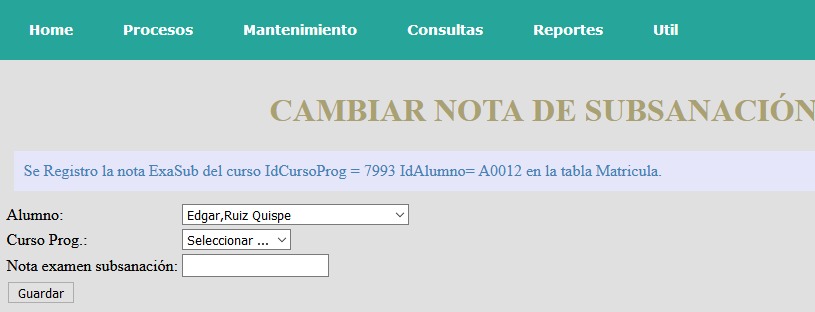 Home Procesos Mantenimiento Consultas Reportes Util
CAMBIAR NOTA DE SUBSANACIÓN
Se Registro la nota ExaSub del curso IdCursoProg = 7993 IdAlumno= A0012 en la tabla Matricula.
Alumno: Edgar,Ruiz Quispe
Curso Prog.: Seleccionar ...
Nota examen subsanación:
Guardar